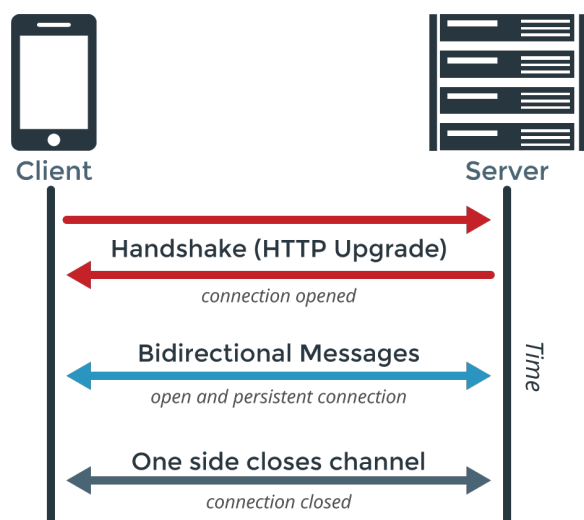 Client
Server
Handshake (HTTP Upgrade)
connection opened
Bidirectional Messages
open and persistent connection
Time
One side closes channel
connection closed